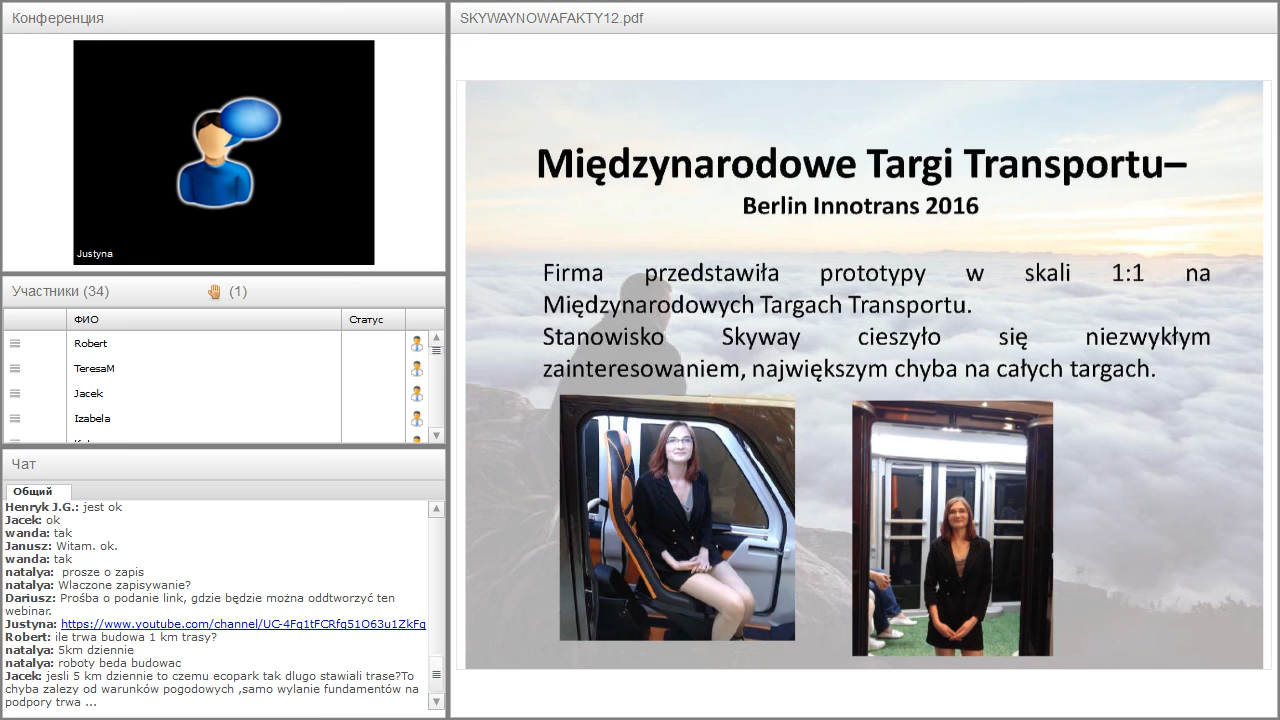 Конференция
Justyna
Участники (34)
(1)
ФИО
Статус
Robert
TeresaM
Jacek
Izabela
Чат
Общий
Henryk J.G.: jest ok
Jacek: ok
wanda: tak
Janusz: Witam. ok.
wanda: tak
natalya: prosze o zapis
natalya: Wlaczone zapisywanie?
Dariusz: Prośba o podanie link, gdzie będzie można oddtworzyć ten
webinar.
Justyna: https://www.youtube.com/channel/UC-4Fq1tFCRfq51O63u1ZkFg
Robert: ile trwa budowa 1 km trasy?
natalya: 5km dziennie
natalya: roboty beda budowac
Jacek: jesli 5 km dziennie to czemu ecopark tak dlugo stawiali trase?To
chyba zalezy od warunków pogodowych ,samo wylanie fundamentów na
podpory trwa ...
SKYWAYNOWAFAKTY12.pdf
Międzynarodowe Targi Transportu–
Berlin Innotrans 2016
Firma przedstawiła prototypy w skali 1:1 na
Międzynarodowych Targach Transportu.
Stanowisko Skyway cieszyło się niezwykłym
zainteresowaniem, największym chyba na całych targach.